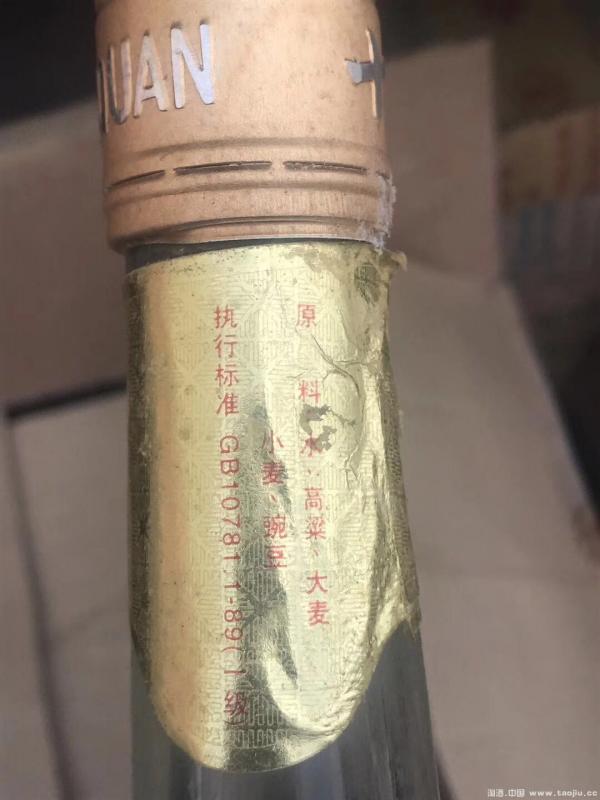 UAN
原 料 水、高粱、大麦
小麦、豌豆
执行标准 GB10781.1-89(1级
淘酒.中国 www.taojiu.cc